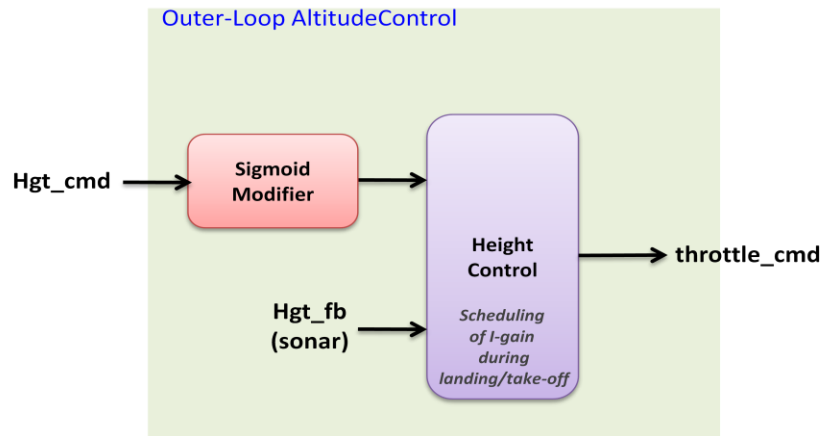 Outer-Loop AltitudeControl
Sigmoid
Modifier
Hgt_cmd
Height
Control
throttle_cmd
Hgt_fb
(sonar)
Scheduling
of I-gain
during
landing/take-off